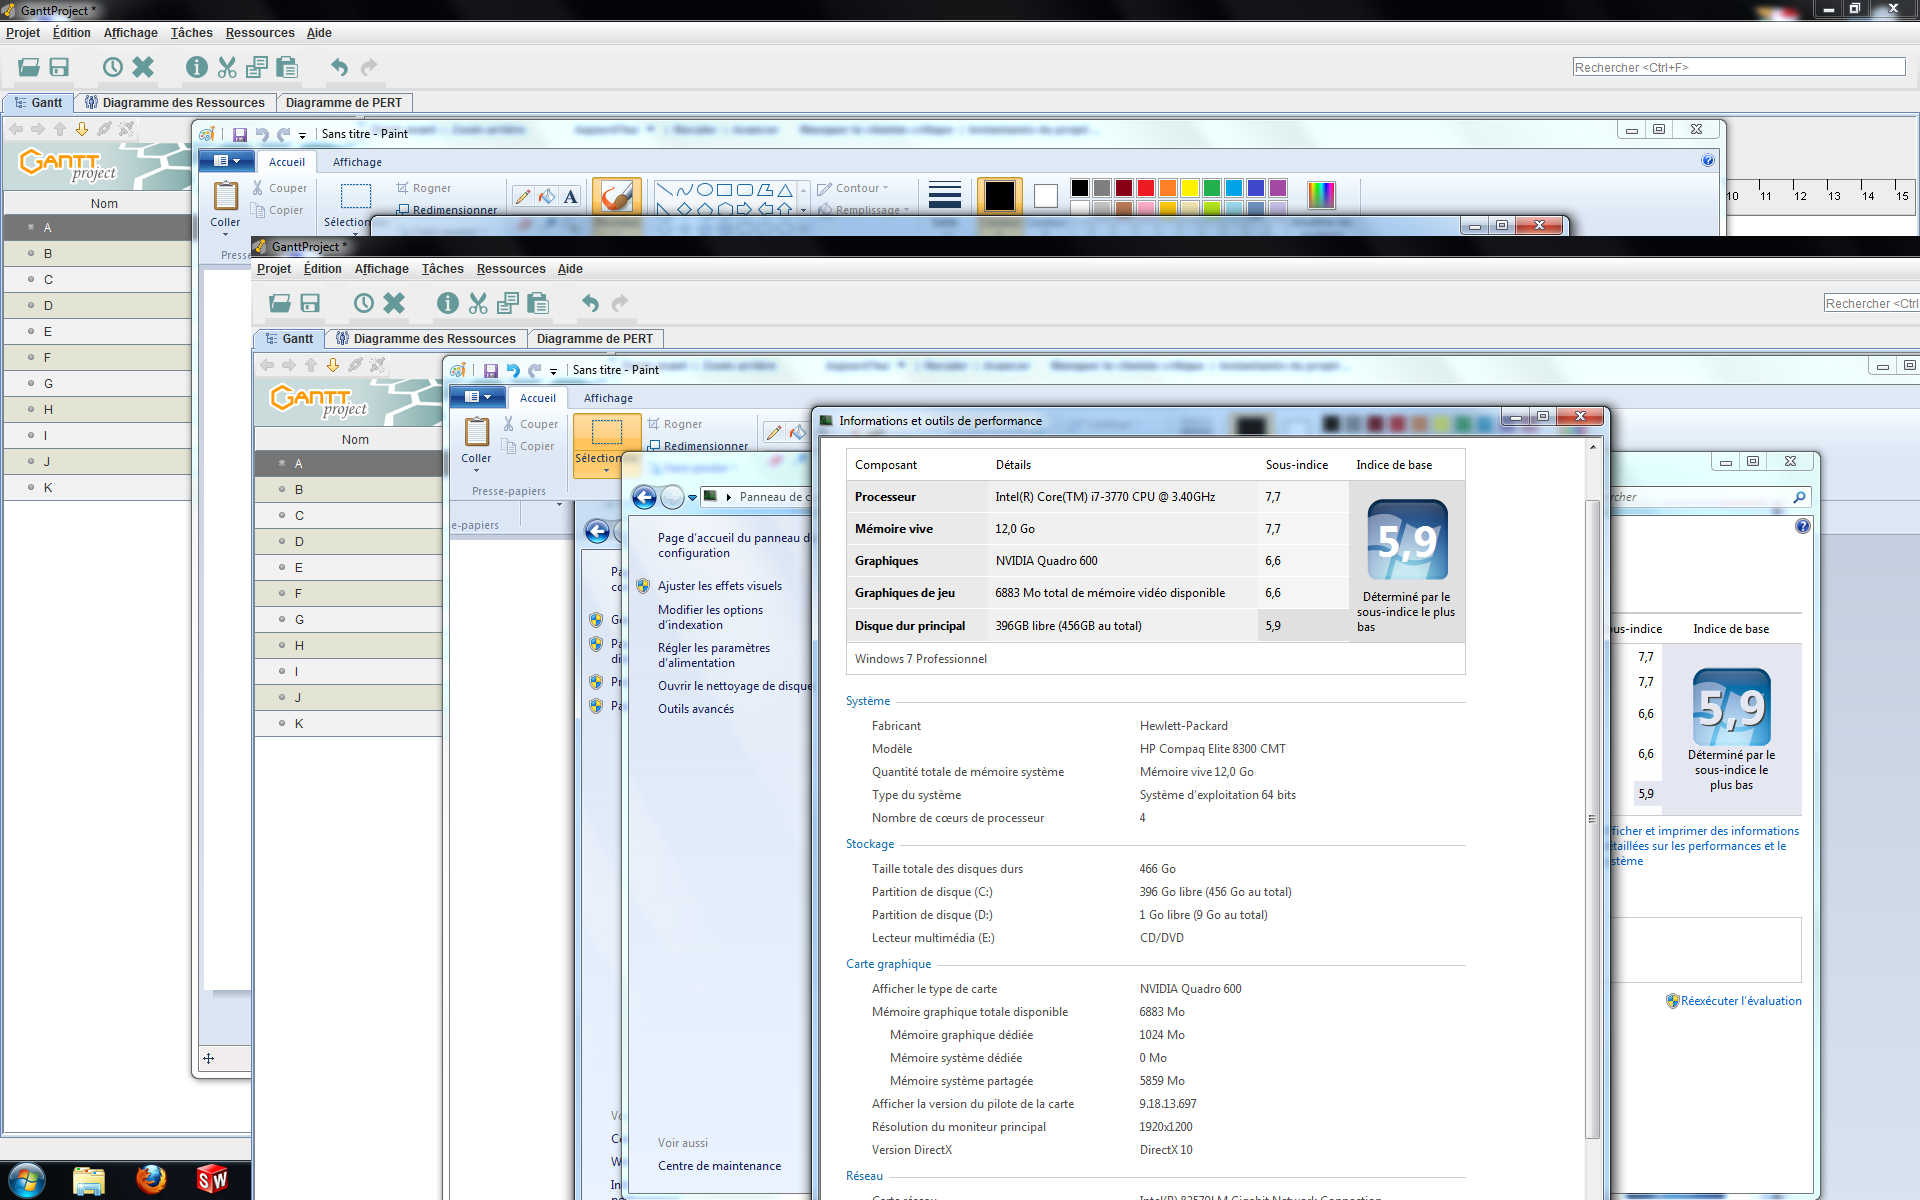 GanttProject *
Projet Édition Affichage Tâches Ressources Aide
Rechercher <Ctrl+F>
Gantt Diagramme des Ressources Diagramme de PERT
Sans titre - Paint
GANTT project
Accueil Affichage
Couper
Copier
Coller
Rogner
Redimensionner
Contour
Remplissage
10 11 12 13 14 15
Nom
A
B
C
D
E
F
G
H
I
J
K
GanttProject *
Projet Édition Affichage Tâches Ressources Aide
Rechercher <Ctrl
Gantt Diagramme des Ressources Diagramme de PERT
Sans titre - Paint
GANTT project
Accueil Affichage
Couper
Copier
Coller
Rogner
Redimensionner
Presse-papiers
e-papiers
Nom
A
B
C
D
E
F
G
H
I
J
K
Panneau de c
Page d'accueil du panneau de
configuration
Ajuster les effets visuels
Modifier les options
d'indexation
Régler les paramètres
d'alimentation
Ouvrir le nettoyage de disque
Outils avancés
Voir aussi
Centre de maintenance
Informations et outils de performance
Composant Détails Sous-indice Indice de base
Processeur Intel(R) Core(TM) i7-3770 CPU @ 3.40GHz 7,7
Mémoire vive 12,0 Go 7,7
Graphiques NVIDIA Quadro 600 6,6
Graphiques de jeu 6883 Mo total de mémoire vidéo disponible 6,6
Disque dur principal 396GB libre (456GB au total) 5,9
5,9
Déterminé par le
sous-indice le plus
bas
Windows 7 Professionnel
Système
Fabricant Hewlett-Packard
Modèle HP Compaq Elite 8300 CMT
Quantité totale de mémoire système Mémoire vive 12,0 Go
Type du système Système d'exploitation 64 bits
Nombre de cœurs de processeur 4
Stockage
Taille totale des disques durs 466 Go
Partition de disque (C:) 396 Go libre (456 Go au total)
Partition de disque (D:) 1 Go libre (9 Go au total)
Lecteur multimédia (E:) CD/DVD
Carte graphique
Afficher le type de carte NVIDIA Quadro 600
Mémoire graphique totale disponible 6883 Mo
Mémoire graphique dédiée 1024 Mo
Mémoire système dédiée 0 Mo
Mémoire système partagée 5859 Mo
Afficher la version du pilote de la carte 9.18.13.697
Résolution du moniteur principal 1920x1200
Version DirectX DirectX 10
Réseau
rcher
ous-indice Indice de base
7,7
7,7
6,6
6,6
5,9
5,9
Déterminé par le
sous-indice le
plus bas
ficher et imprimer des informations
taillées sur les performances et le
stème
Réexécuter l'évaluation
SW